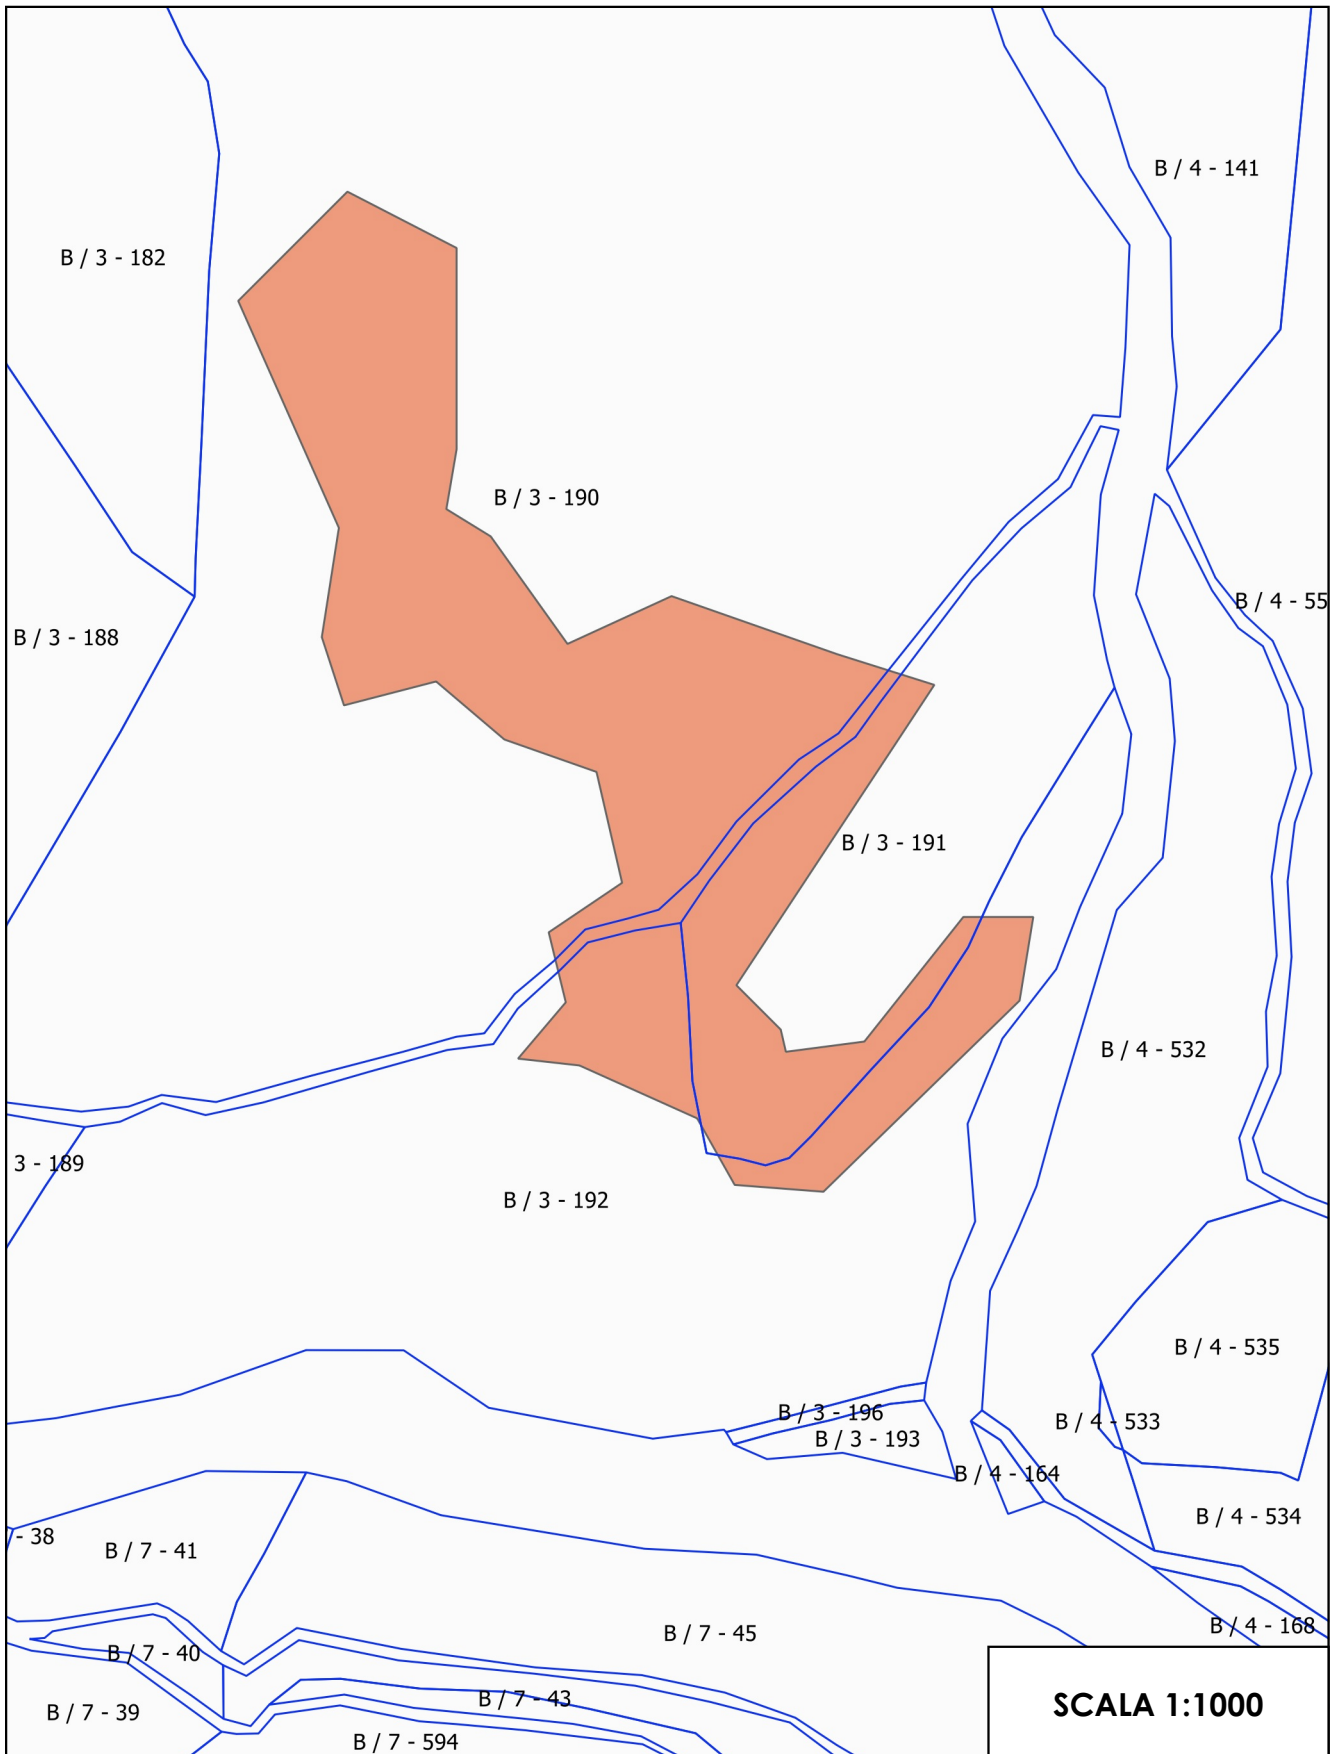 B / 4 - 141
B / 3 - 182
B / 3 - 190
B / 4 - 55
B / 3 - 188
B / 3 - 191
B / 4 - 532
3 - 189
B / 3 - 192
B / 4 - 535
B / 3 - 196
B / 4 - 533
B / 3 - 193
B / 4 - 164
B / 4 - 534
- 38
B / 7 - 41
B / 4 - 168
B / 7 - 45
B / 7 - 40
B / 7 - 43
SCALA 1:1000
B / 7 - 39
B / 7 - 594